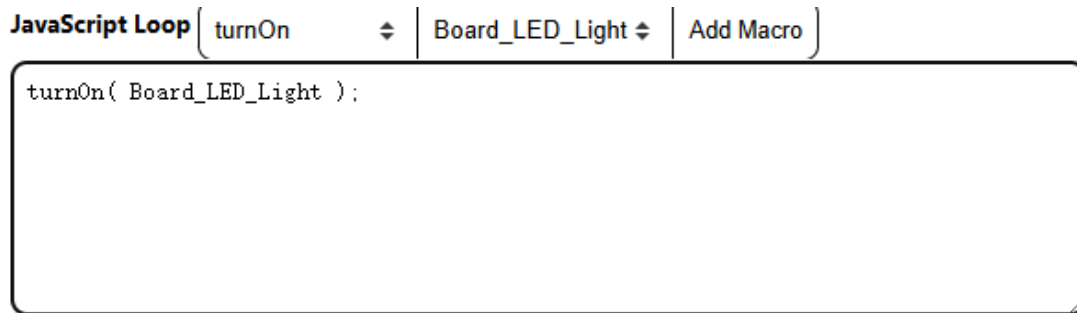 JavaScript Loop turnOn Board_LED_Light Add Macro
turnOn( Board_LED_Light );